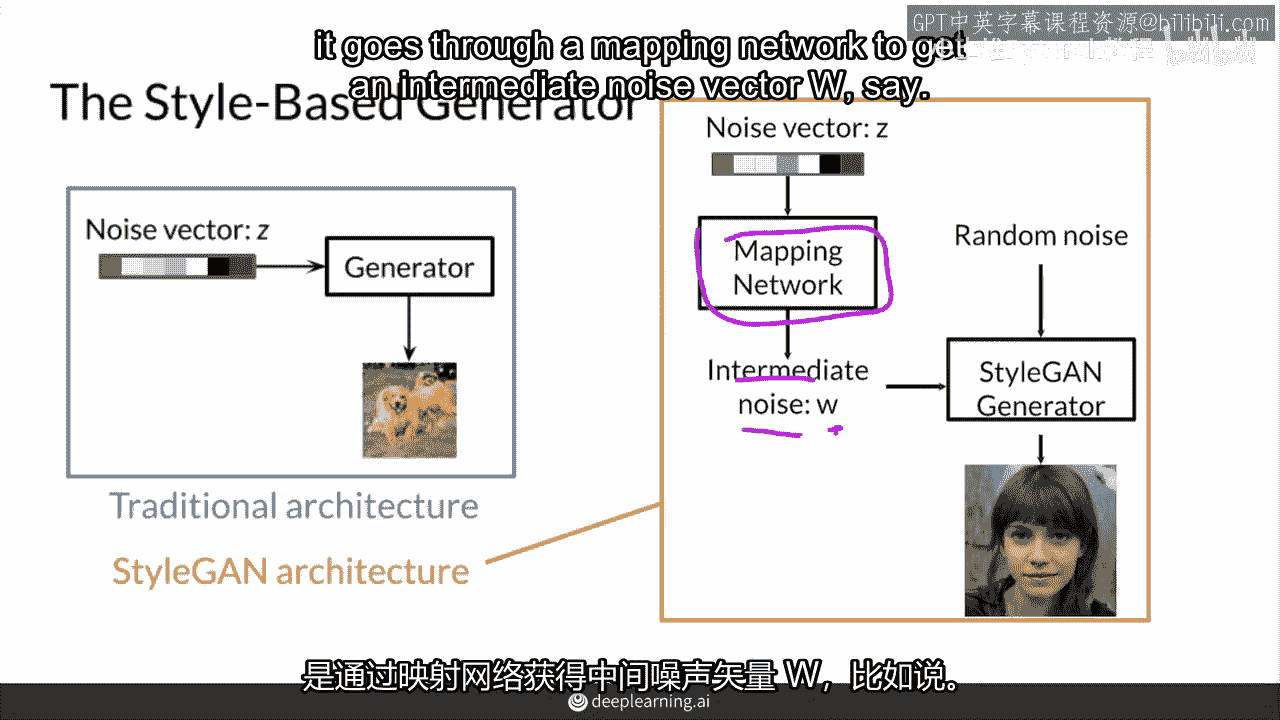 GPT中英字幕课程资源@bilibili.com
it goes through a mapping network to get
an intermediate noise vector W, say.
The Style-Based Generator
Noise vector: z
Generator
Traditional architecture
StyleGAN architecture
Noise vector: z
Mapping
Network
Intermediate
noise: w
Random noise
StyleGAN
Generator
是通过映射网络获得中间噪声矢量 W，比如说。
deeplearning.ai